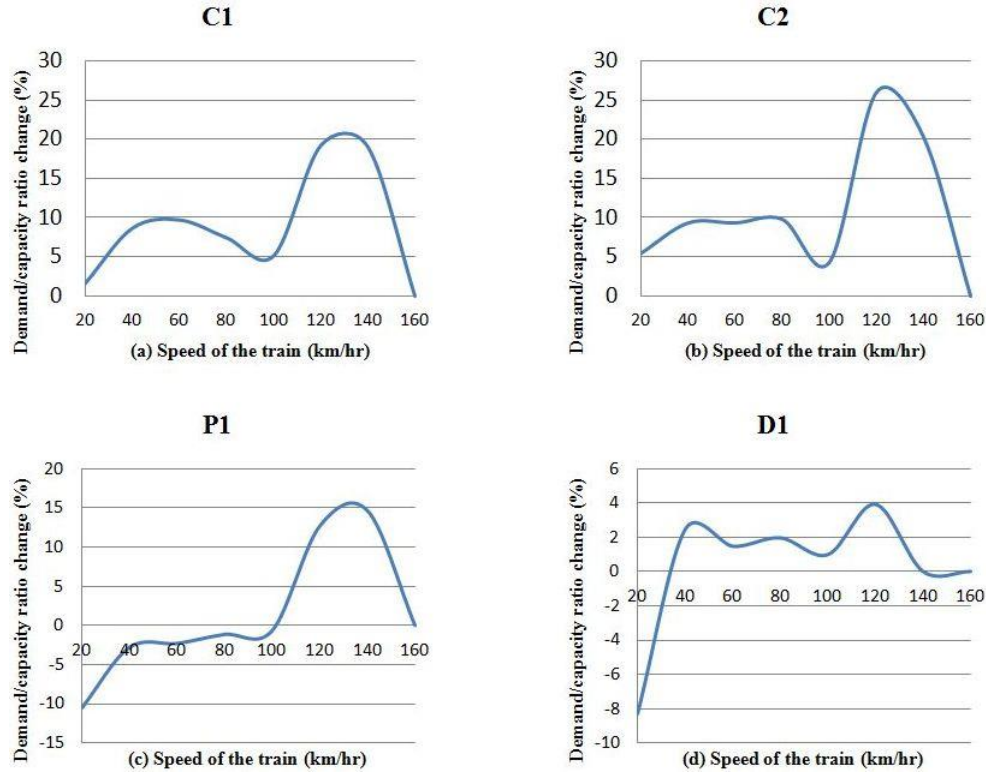 C1
Demand/capacity ratio change (%)
30
25
20
15
10
5
0
20 40 60 80 100 120 140 160
(a) Speed of the train (km/hr)
C2
Demand/capacity ratio change (%)
30
25
20
15
10
5
0
20 40 60 80 100 120 140 160
(b) Speed of the train (km/hr)
P1
Demand/capacity ratio change (%)
20
15
10
5
0
20 40 60 80 100 120 140 160
-5
-10
-15
(c) Speed of the train (km/hr)
D1
Demand/capacity ratio change (%)
6
4
2
0
20 40 60 80 100 120 140 160
-2
-4
-6
-8
-10
(d) Speed of the train (km/hr)